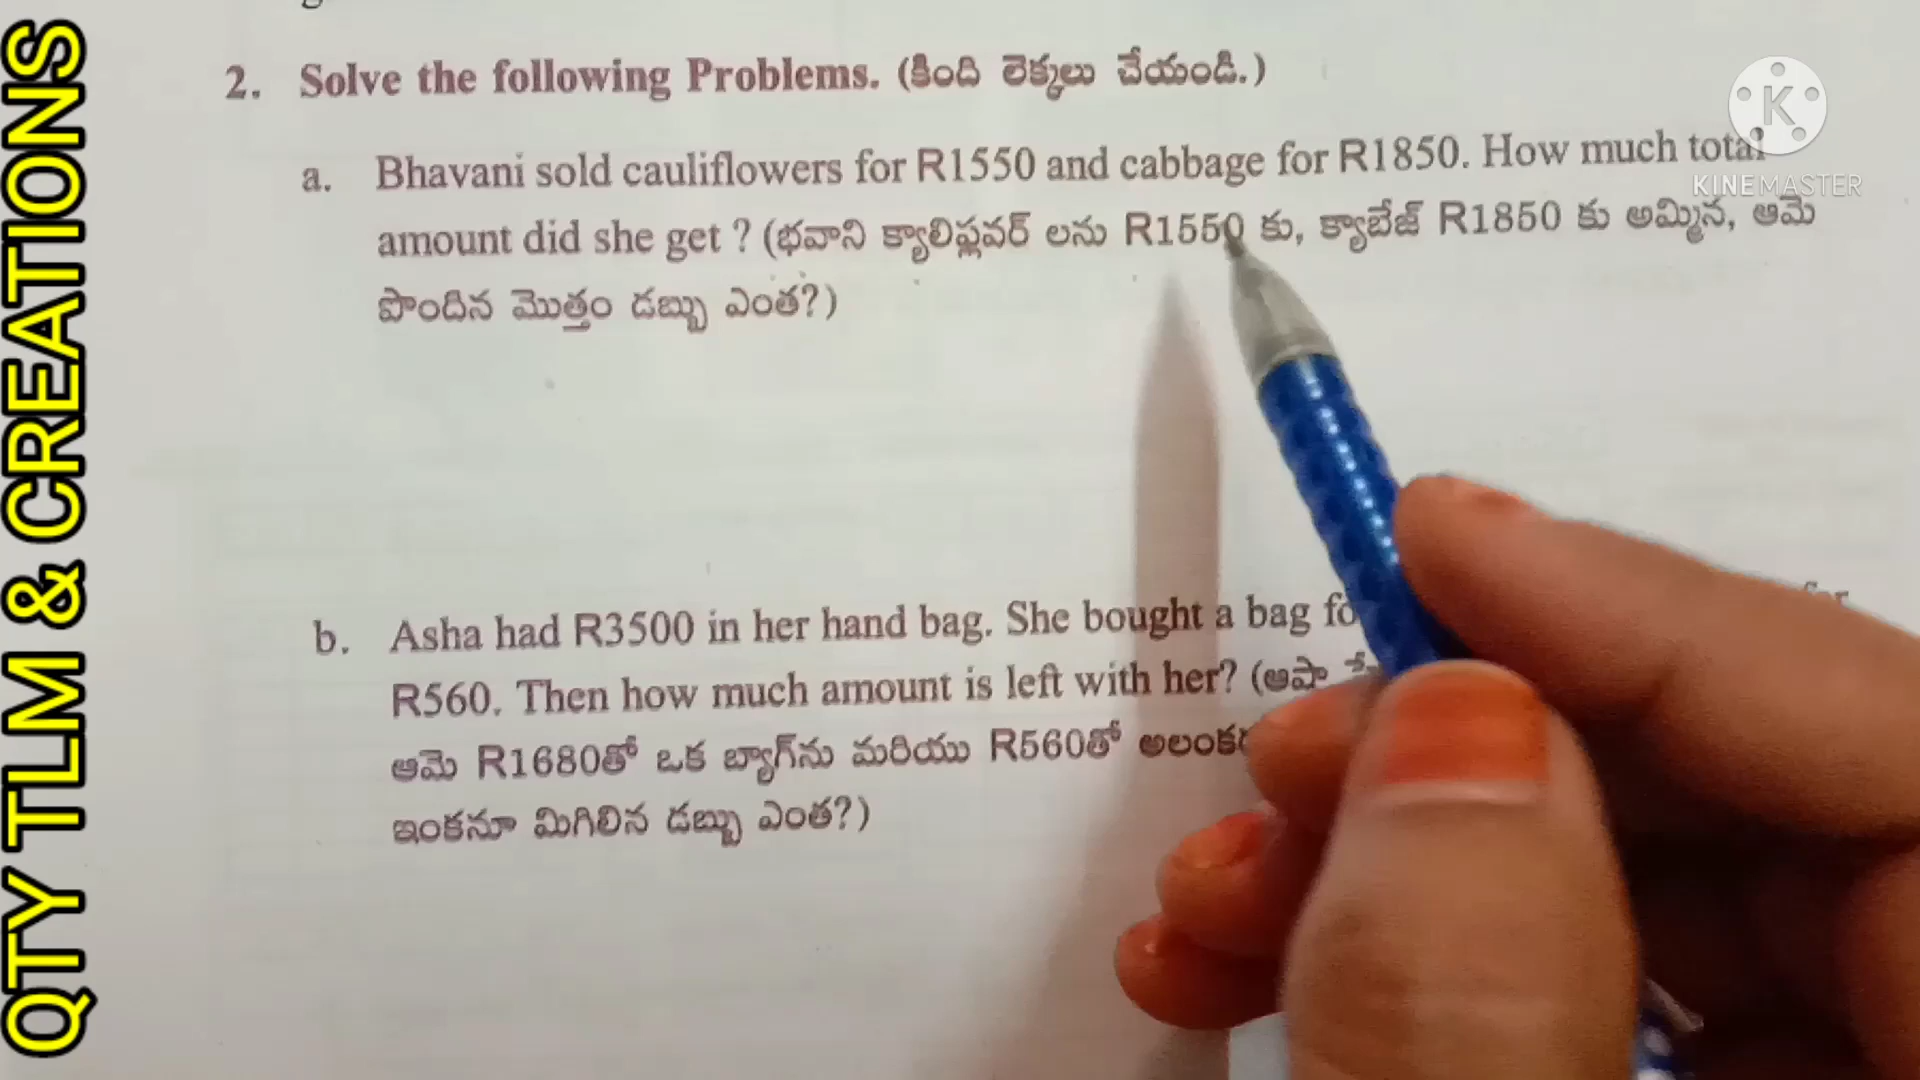 QTY TLM & CREATIONS
2. Solve the following Problems. (కింది లెక్కలు చేయండి.)
K
KINEMASTER
a. Bhavani sold cauliflowers for R1550 and cabbage for R1850. How much total
amount did she get ? (భవాని క్యాలిఫ్లవర్ లను R1550 కు, క్యాబేజ్ R1850 కు అమ్మిన, ఆమె
పొందిన మొత్తం డబ్బు ఎంత?)
b. Asha had R3500 in her hand bag. She bought a bag
R560. Then how much amount is left with her? (ఆషా
ఆమె R1680తో ఒక బ్యాగ్‌ను మరియు R560తో
ఇంకనూ మిగిలిన డబ్బు ఎంత?)